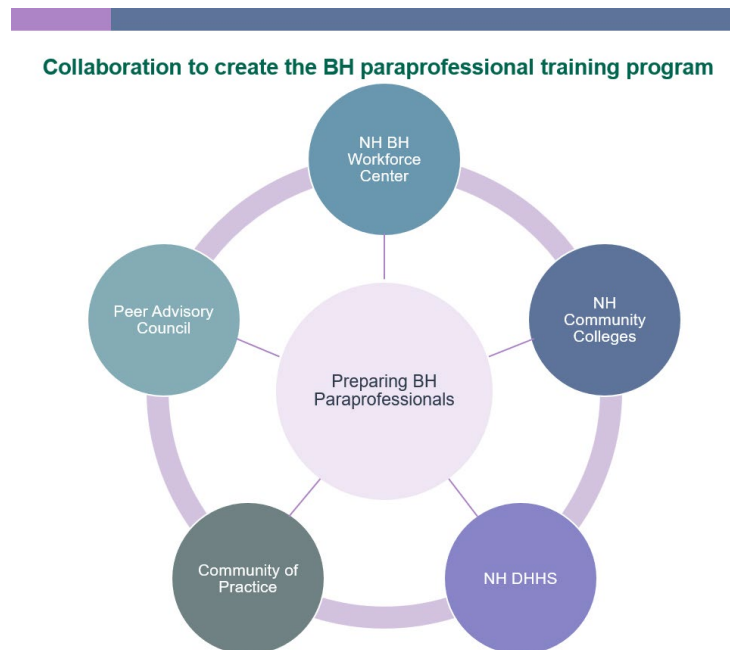 Collaboration to create the BH paraprofessional training program
NH BH
Workforce
Center
Peer Advisory
Council
NH
Community
Colleges
Preparing BH
Paraprofessionals
Community of
Practice
NH DHHS